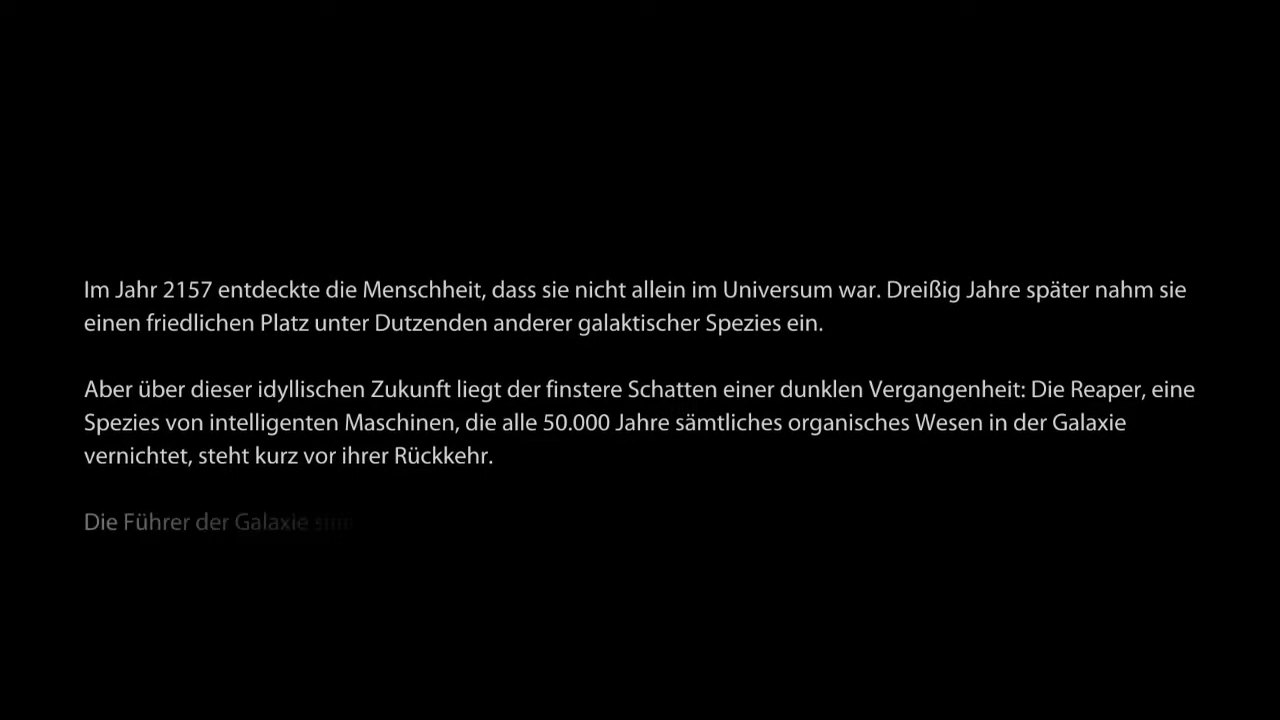 Im Jahr 2157 entdeckte die Menschheit, dass sie nicht allein im Universum war. Dreißig Jahre später nahm sie
einen friedlichen Platz unter Dutzenden anderer galaktischer Spezies ein.
Aber über dieser idyllischen Zukunft liegt der finstere Schatten einer dunklen Vergangenheit: Die Reaper, eine
Spezies von intelligenten Maschinen, die alle 50.000 Jahre sämtliches organisches Wesen in der Galaxie
vernichtet, steht kurz vor ihrer Rückkehr.
Die Führer der Galaxie